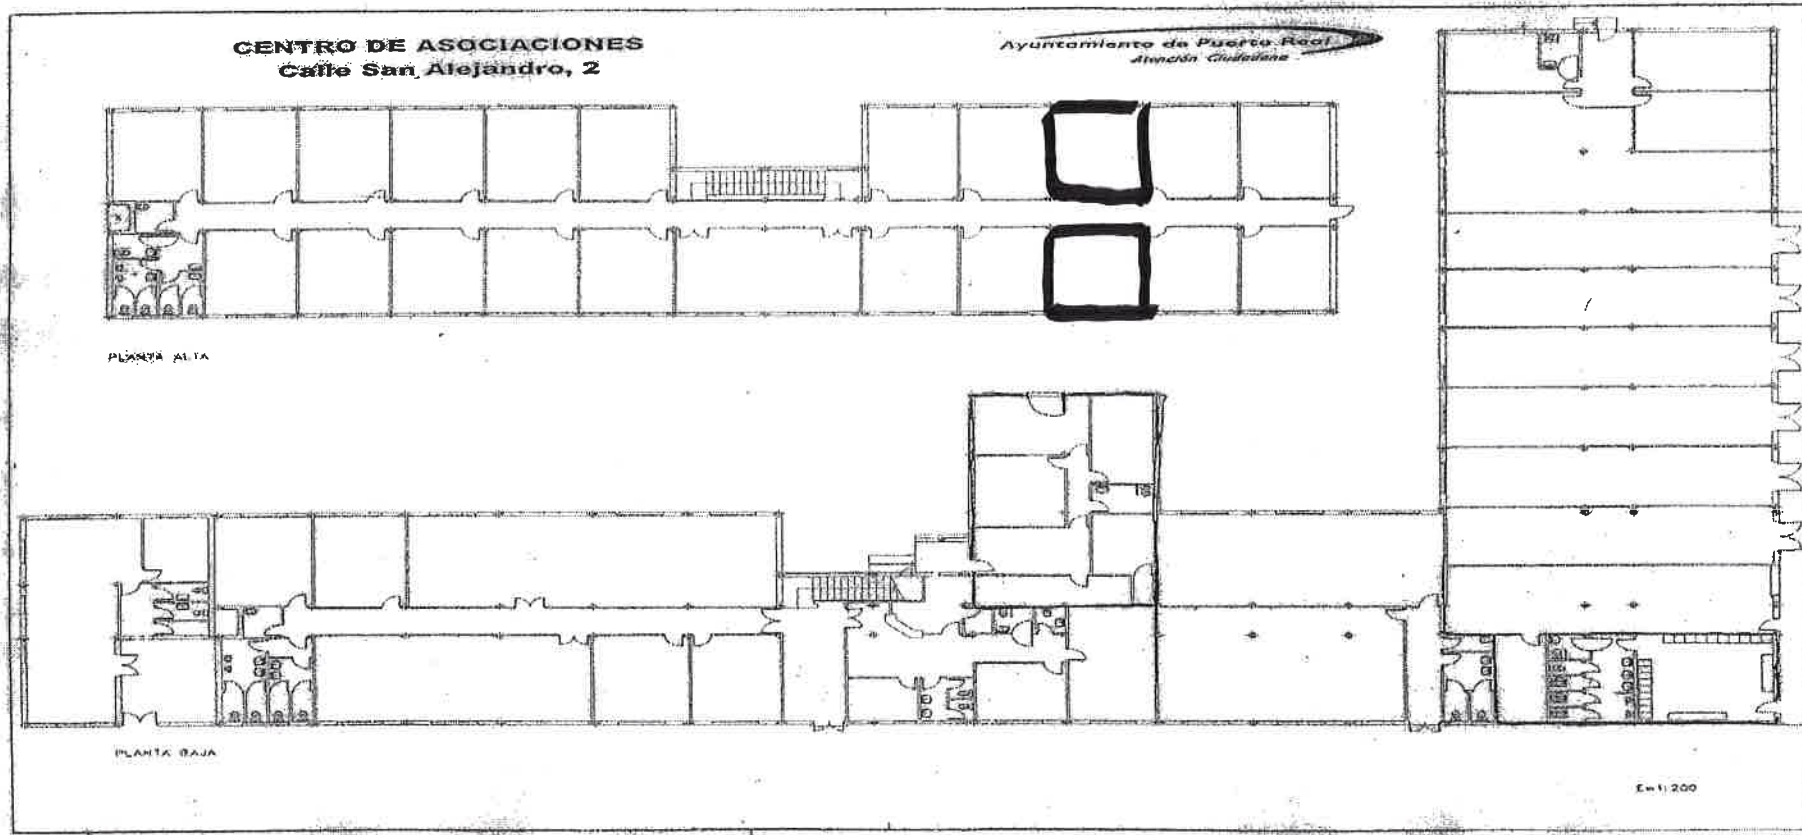 CENTRO DE ASOCIACIONES
Calle San Alejandro, 2
Ayuntamiento de Puerto Real
Atención Ciudadana
PLANTA ALTA
PLANTA BAJA
E=1:200